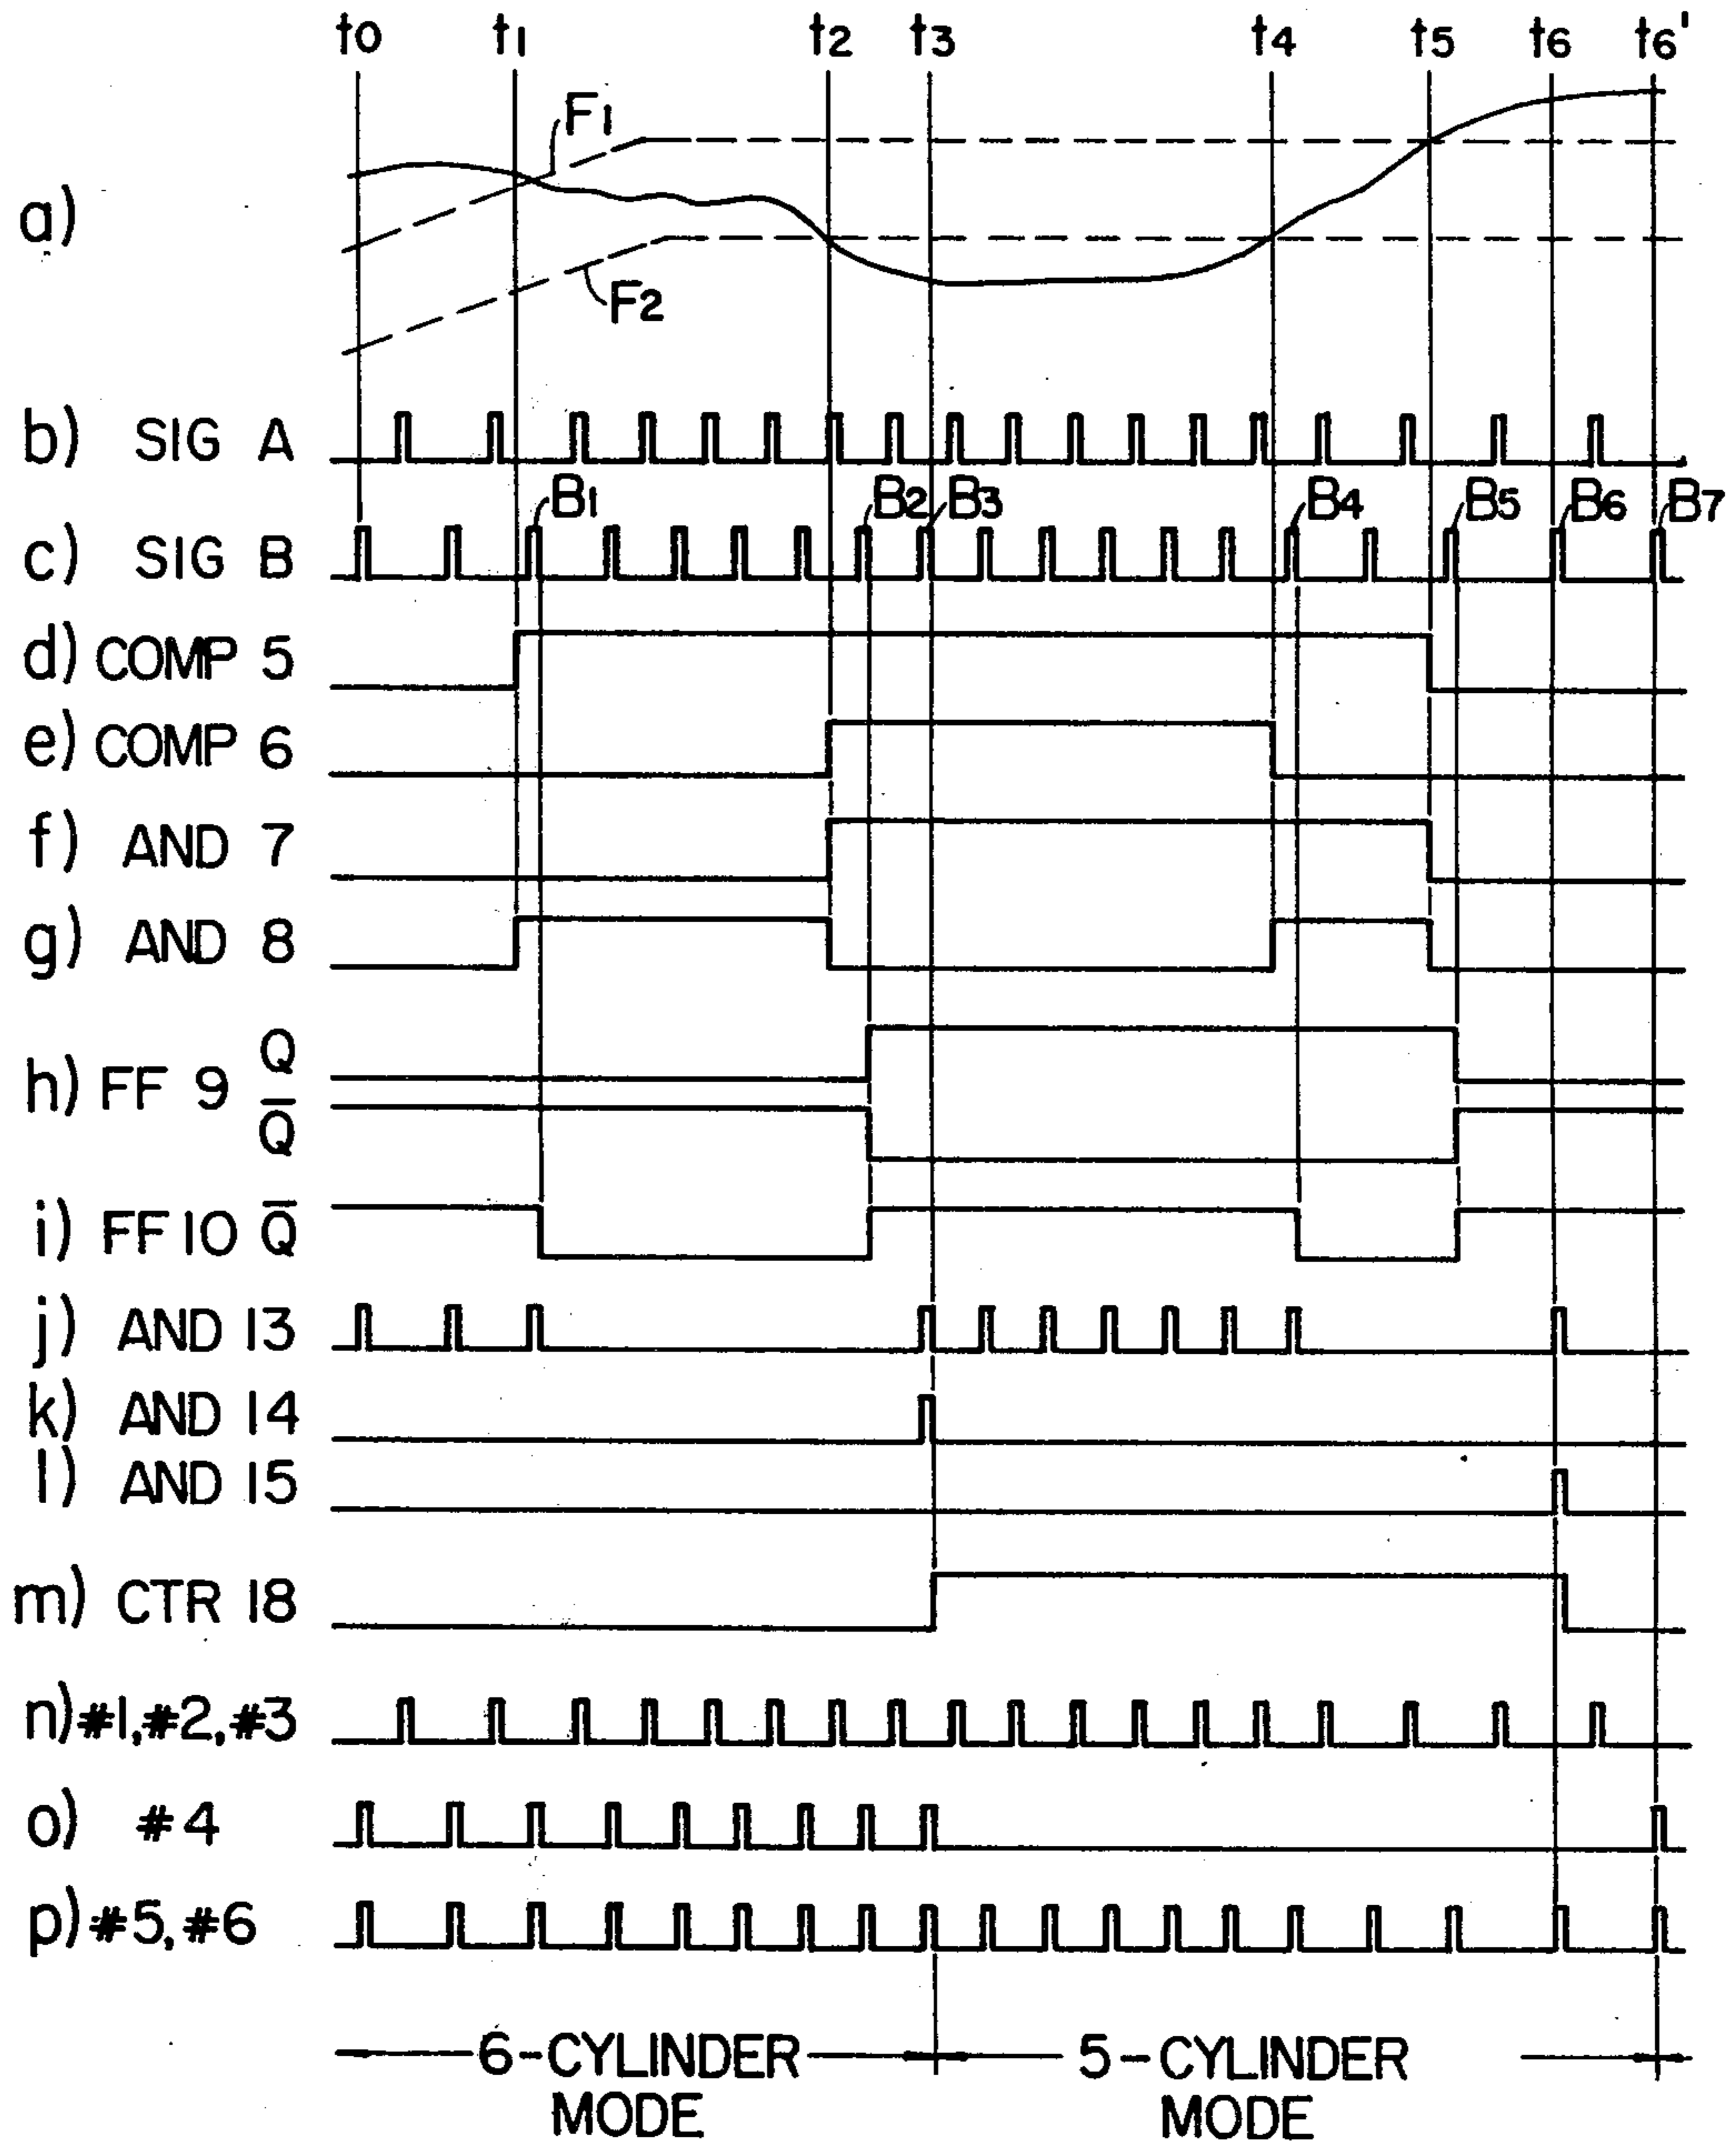 t0 t1 t2 t3 t4 t5 t6 t6'
F1
a)
F2
b) SIG A
B1 B2 B3 B4 B5 B6 B7
c) SIG B
d) COMP 5
e) COMP 6
f) AND 7
g) AND 8
Q
h) FF 9
Q̅
i) FF 10 Q̅
j) AND 13
k) AND 14
l) AND 15
m) CTR 18
n) #1, #2, #3
o) #4
p) #5, #6
6-CYLINDER MODE
5-CYLINDER MODE